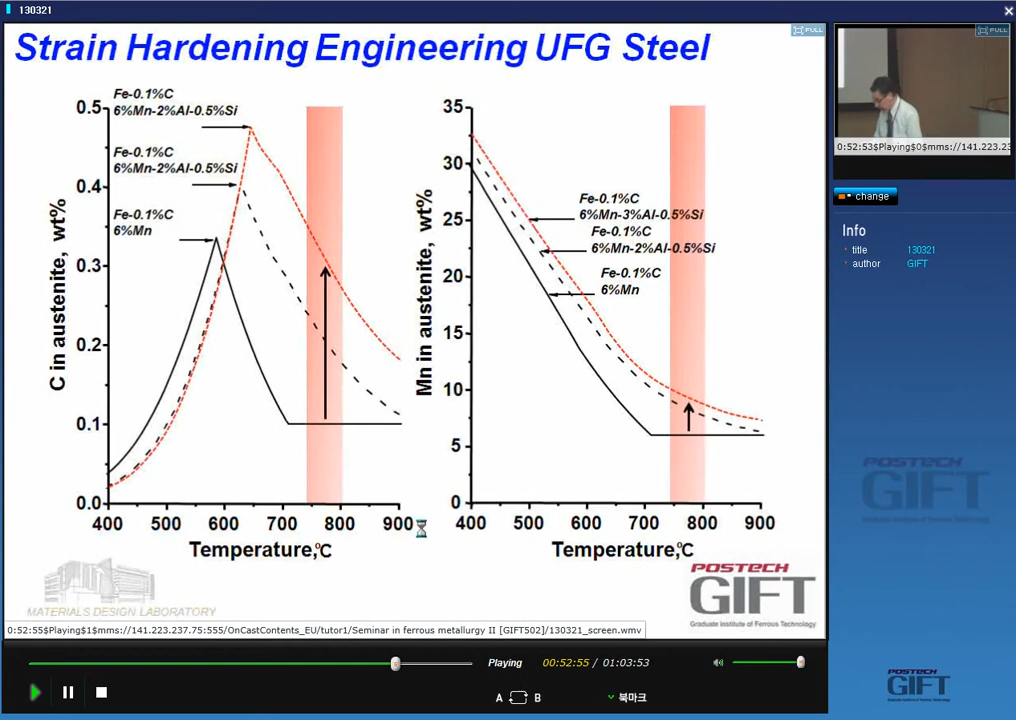 130321
Strain Hardening Engineering UFG Steel
FULL
Fe-0.1%C
6%Mn-2%Al-0.5%Si
Fe-0.1%C
6%Mn-2%Al-0.5%Si
Fe-0.1%C
6%Mn
C in austenite, wt%
0.5
0.4
0.3
0.2
0.1
0.0
400 500 600 700 800 900
Temperature,°C
Mn in austenite, wt%
35
30
25
20
15
10
5
0
Fe-0.1%C
6%Mn-3%Al-0.5%Si
Fe-0.1%C
6%Mn-2%Al-0.5%Si
Fe-0.1%C
6%Mn
400 500 600 700 800 900
Temperature,°C
MATERIALS DESIGN LABORATORY
POSTECH
GIFT
Graduate Institute of Ferrous Technology
0:52:55$Playing$1$mms://141.223.237.75:555/OnCastContents_EU/tutor1/Seminar in ferrous metallurgy II [GIFT502]/130321_screen.wmv
FULL
0:52:53$Playing$0$mms://141.223.23
change
Info
title 130321
author GIFT
POSTECH
GIFT
Playing 00:52:55 / 01:03:53
A B 북마크
POSTECH
GIFT